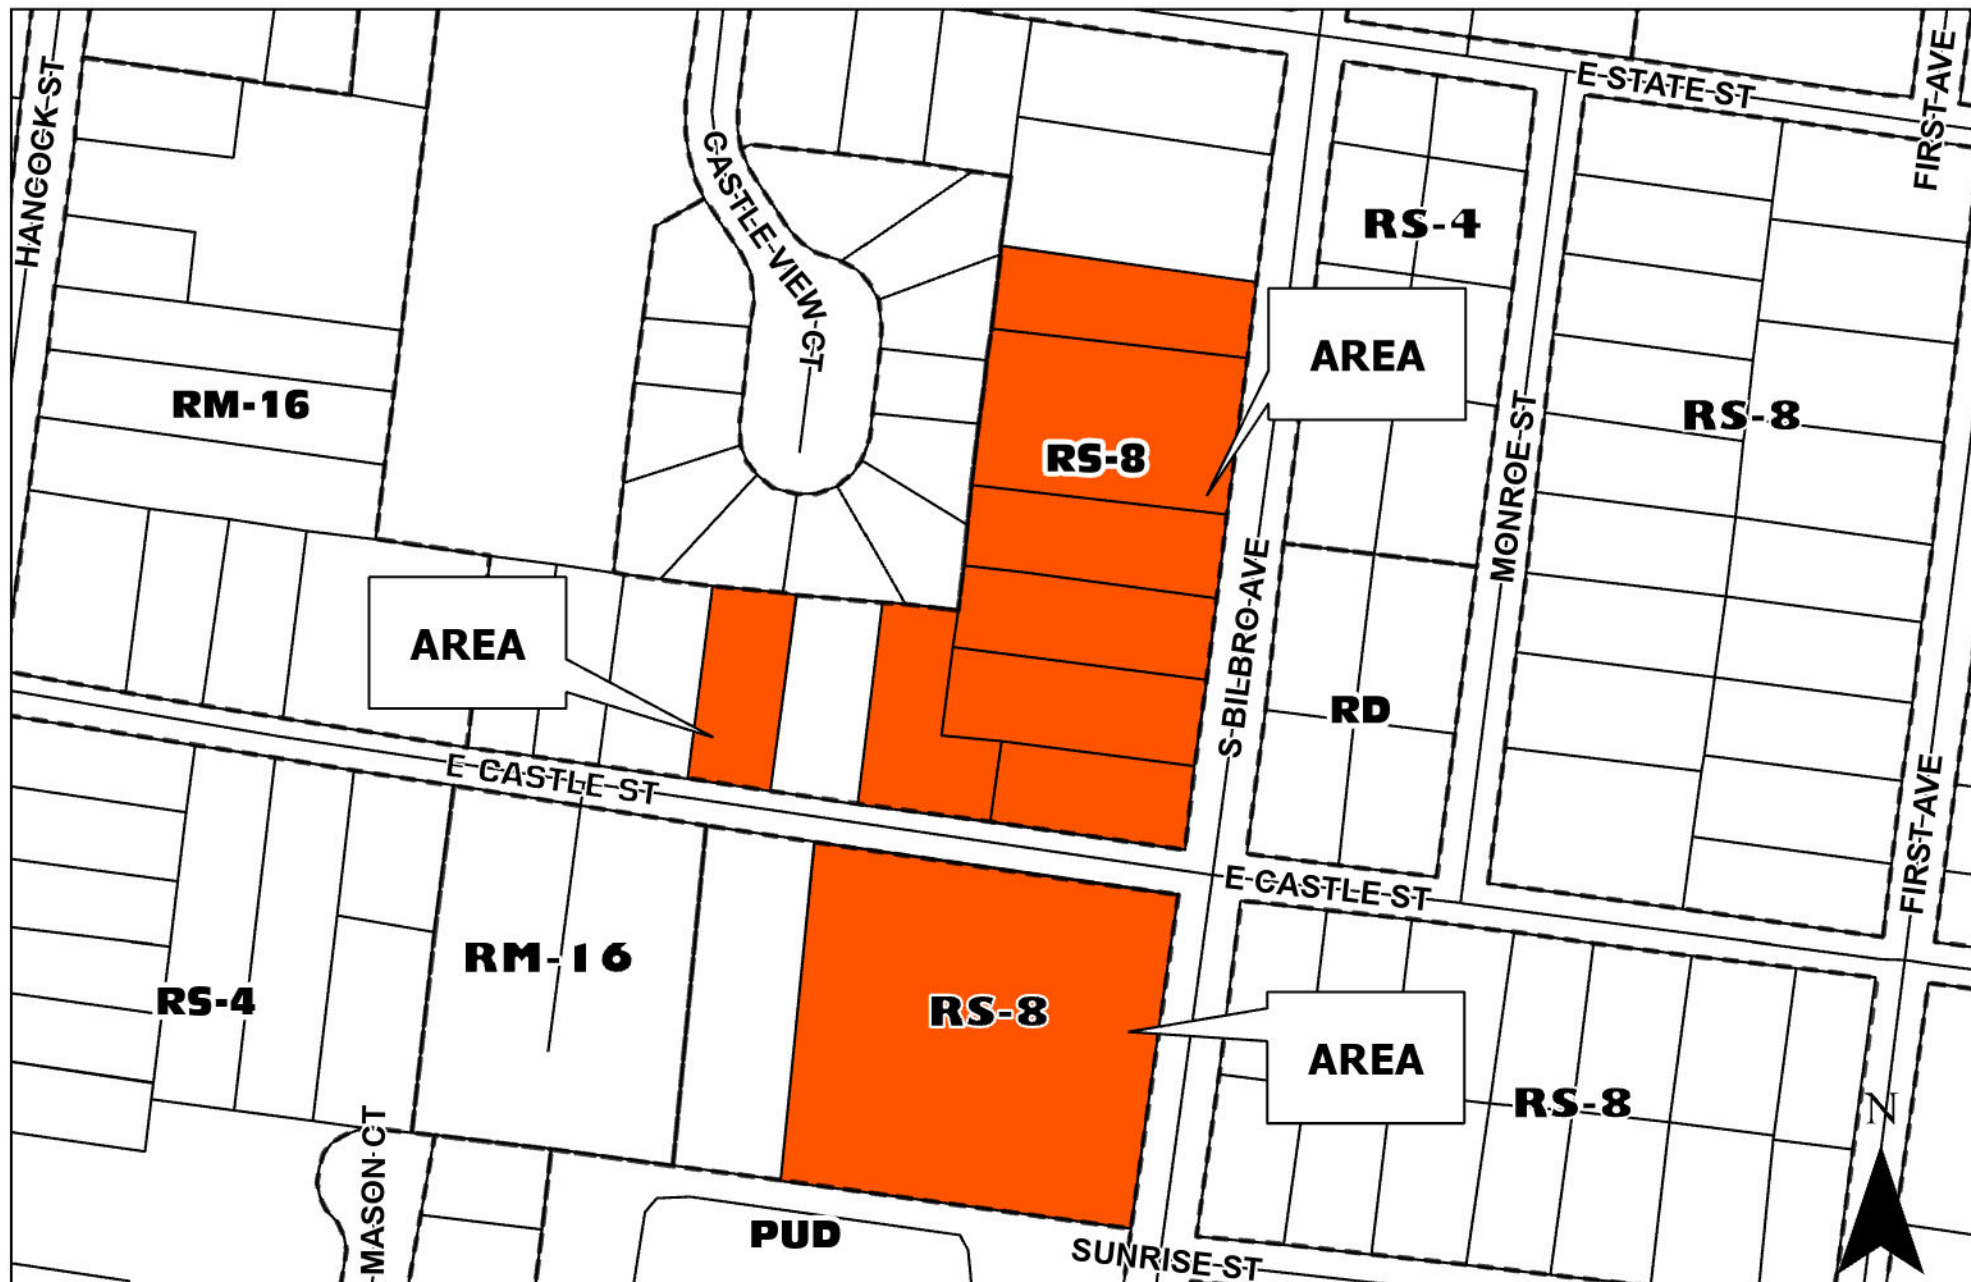 E STATE ST
FIRST AVE
HANCOCK ST
CASTLE VIEW CT
RS-4
AREA
RM-16
RS-8
RS-8
MONROE ST
AREA
S BILBRO AVE
RD
E CASTLE ST
FIRST AVE
E CASTLE ST
RM-16
RS-4
RS-8
AREA
RS-8
N
MASON CT
PUD
SUNRISE ST